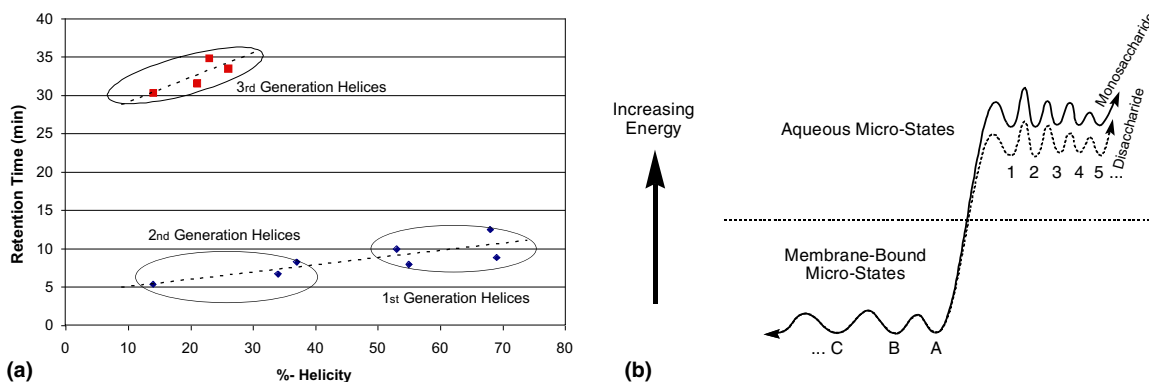 40
35
30
25
20
15
10
5
0
Retention Time (min)
3rd Generation Helices
2nd Generation Helices
1st Generation Helices
0 10 20 30 40 50 60 70 80
%- Helicity
(a)
Increasing
Energy
Aqueous Micro-States
Monosaccharide
Disaccharide
1 2 3 4 5 ...
Membrane-Bound
Micro-States
... C B A
(b)